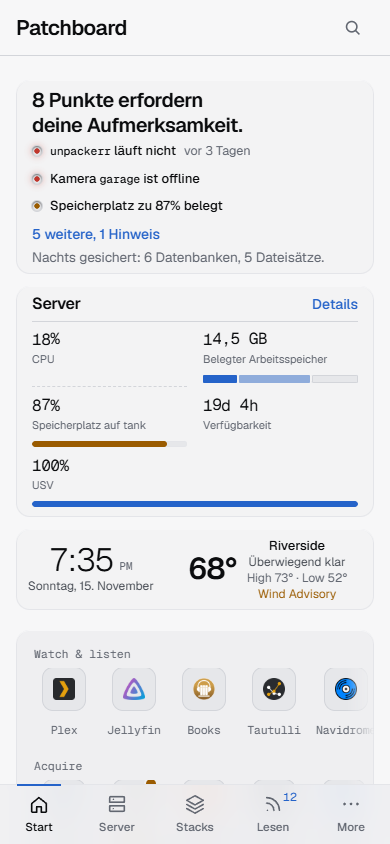 Patchboard
8 Punkte erfordern
deine Aufmerksamkeit.
unpackerr läuft nicht vor 3 Tagen
Kamera garage ist offline
Speicherplatz zu 87% belegt
5 weitere, 1 Hinweis
Nachts gesichert: 6 Datenbanken, 5 Dateisätze.
Server Details
18% 14,5 GB
CPU Belegter Arbeitsspeicher
87% 19d 4h
Speicherplatz auf tank Verfügbarkeit
100%
USV
7:35 PM
Sonntag, 15. November
68°
Riverside
Überwiegend klar
High 73° · Low 52°
Wind Advisory
Watch & listen
Plex Jellyfin Books Tautulli Navidrom
Acquire
12
Start Server Stacks Lesen More